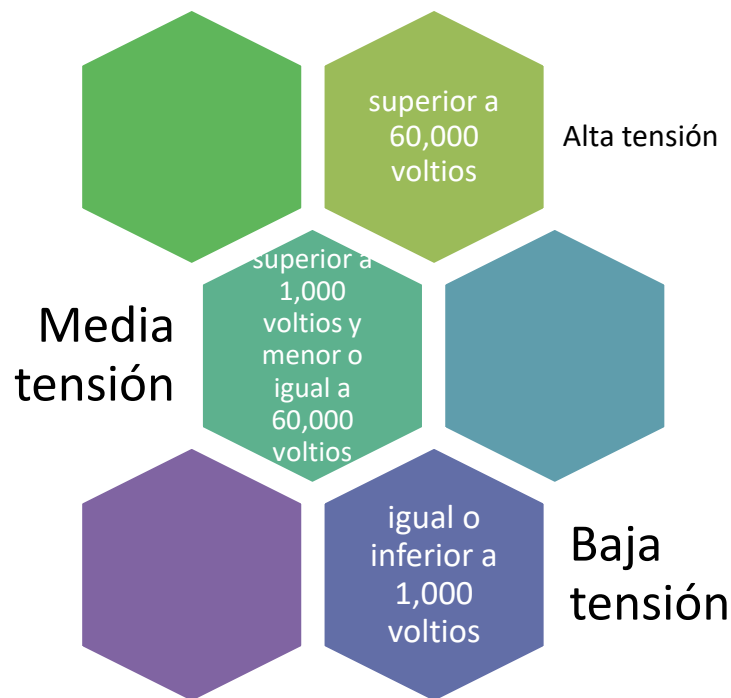 superior a
60,000
voltios
Alta tensión
Media
tensión
superior a
1,000
voltios y
menor o
igual a
60,000
voltios
igual o
inferior a
1,000
voltios
Baja
tensión